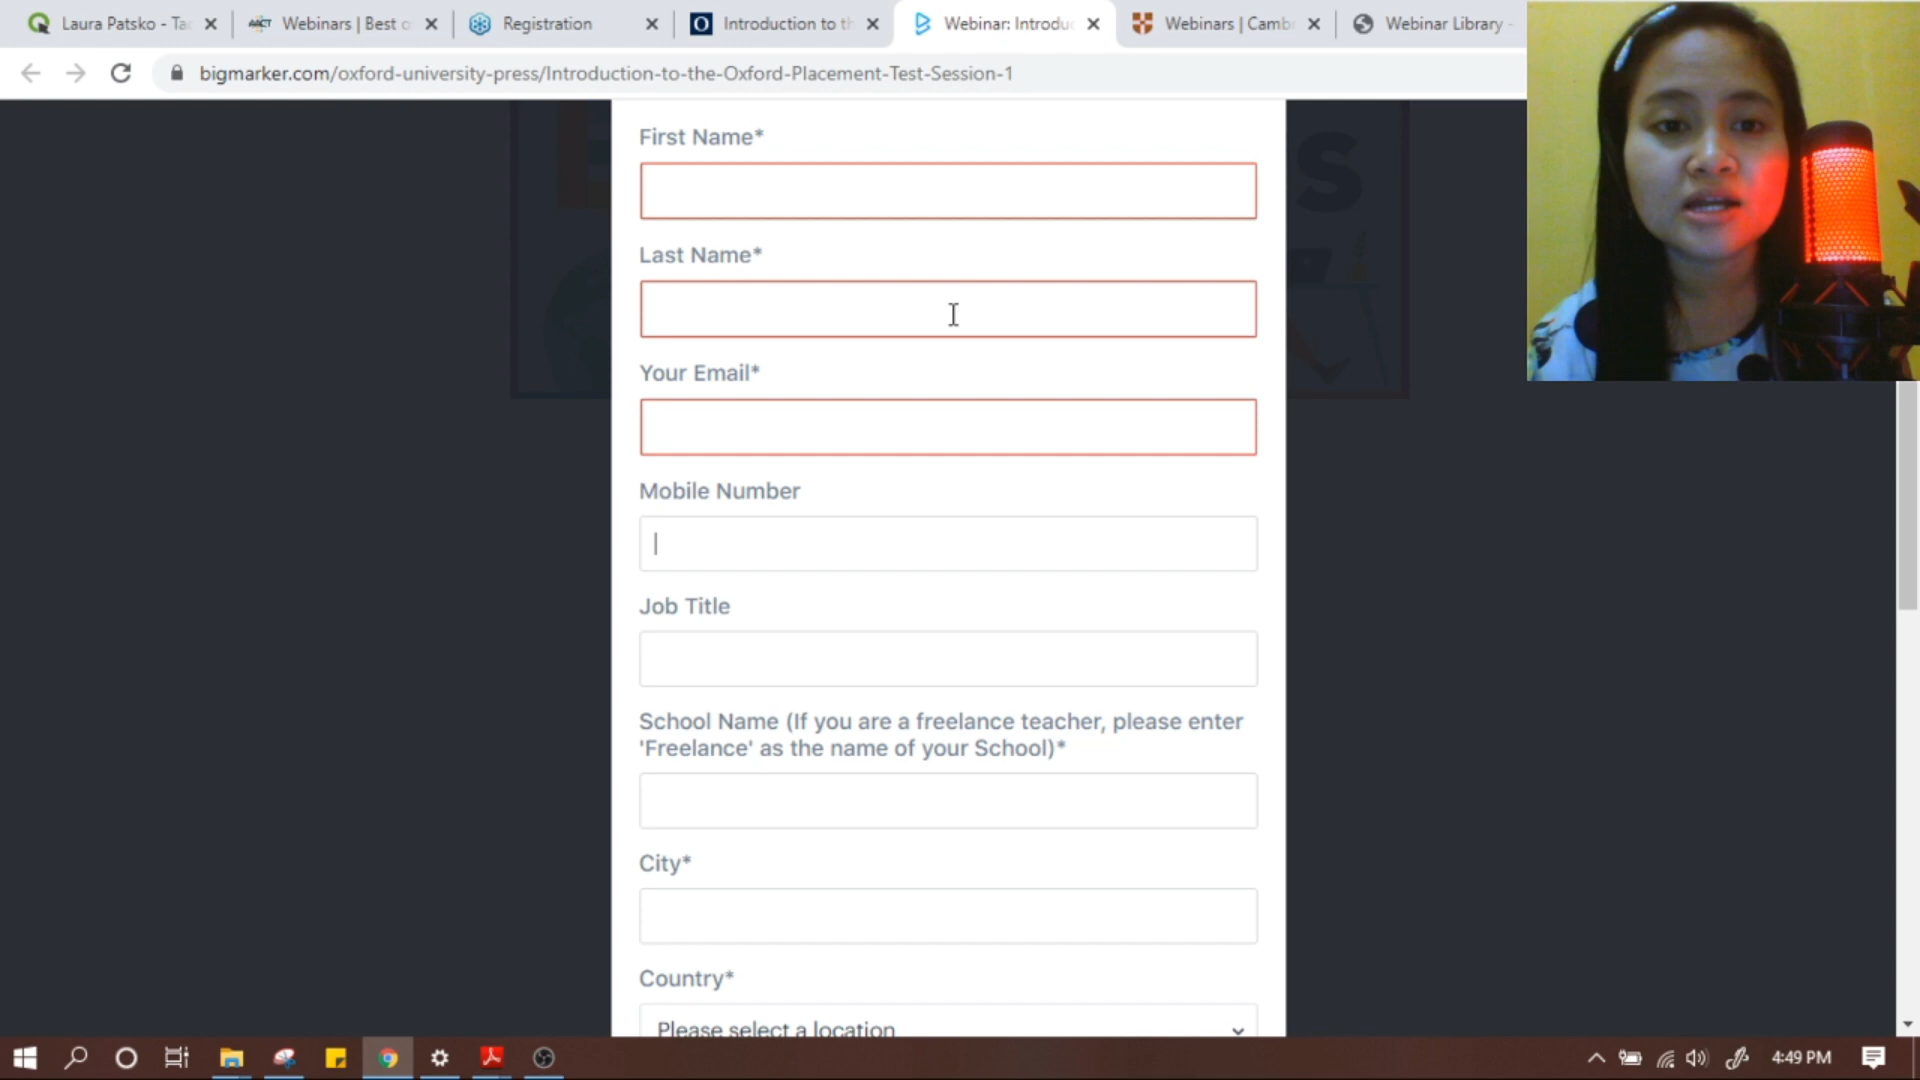 Laura Patsko - Ta
Webinars | Best o
Registration
Introduction to th
Webinar: Introduc
Webinars | Camb
Webinar Library -
bigmarker.com/oxford-university-press/Introduction-to-the-Oxford-Placement-Test-Session-1
First Name*
Last Name*
Your Email*
Mobile Number
Job Title
School Name (If you are a freelance teacher, please enter
'Freelance' as the name of your School)*
City*
Country*
Please select a location
4:49 PM